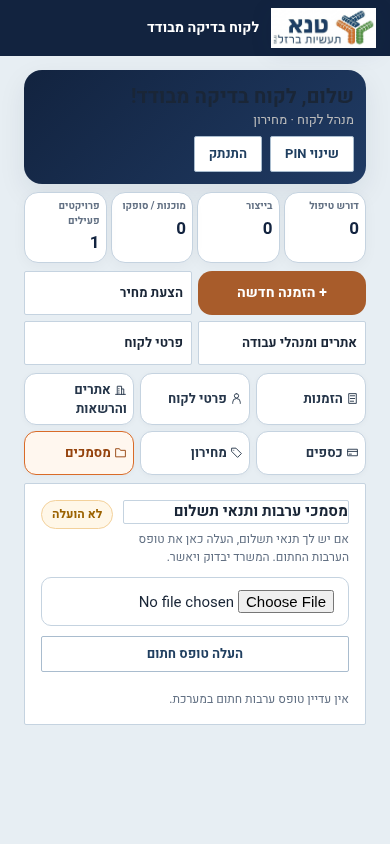 טנא
תעשיות ברזל
לקוח בדיקה מבודד
שלום, לקוח בדיקה מבודד!
מנהל לקוח · מחירון
שינוי PIN
התנתק
דורש טיפול
0
בייצור
0
מוכנות / סופקו
0
פרויקטים
פעילים
1
+ הזמנה חדשה
הצעת מחיר
אתרים ומנהלי עבודה
פרטי לקוח
הזמנות
פרטי לקוח
אתרים
והרשאות
כספים
מחירון
מסמכים
מסמכי ערבות ותנאי תשלום
לא הועלה
אם יש לך תנאי תשלום, העלה כאן את טופס
הערבות החתום. המשרד יבדוק ויאשר.
Choose File No file chosen
העלה טופס חתום
אין עדיין טופס ערבות חתום במערכת.